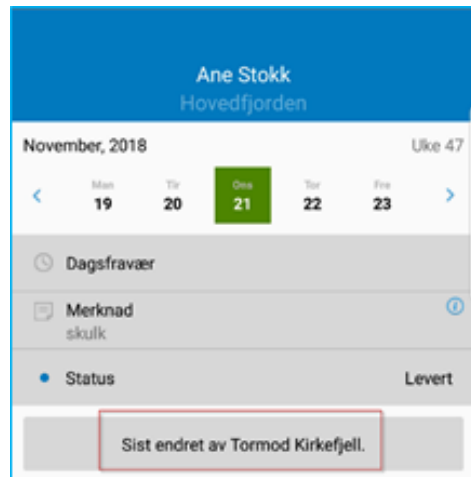 Ane Stokk
Hovedfjorden
November, 2018 Uke 47
Man Tir Ons Tor Fre
< 19 20 21 22 23 >
Dagsfravær
Merknad
skulk
Status Levert
Sist endret av Tormod Kirkefjell.